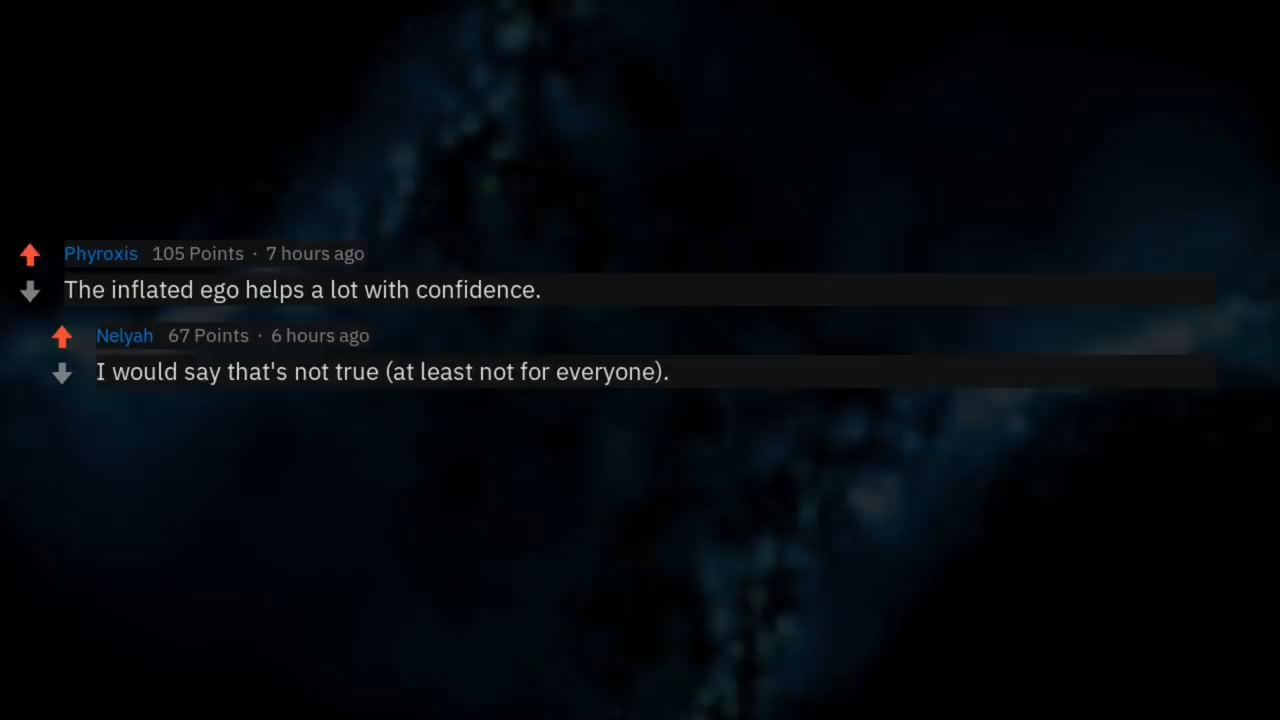 Phyroxis 105 Points · 7 hours ago
The inflated ego helps a lot with confidence.
Nelyah 67 Points · 6 hours ago
I would say that's not true (at least not for everyone).